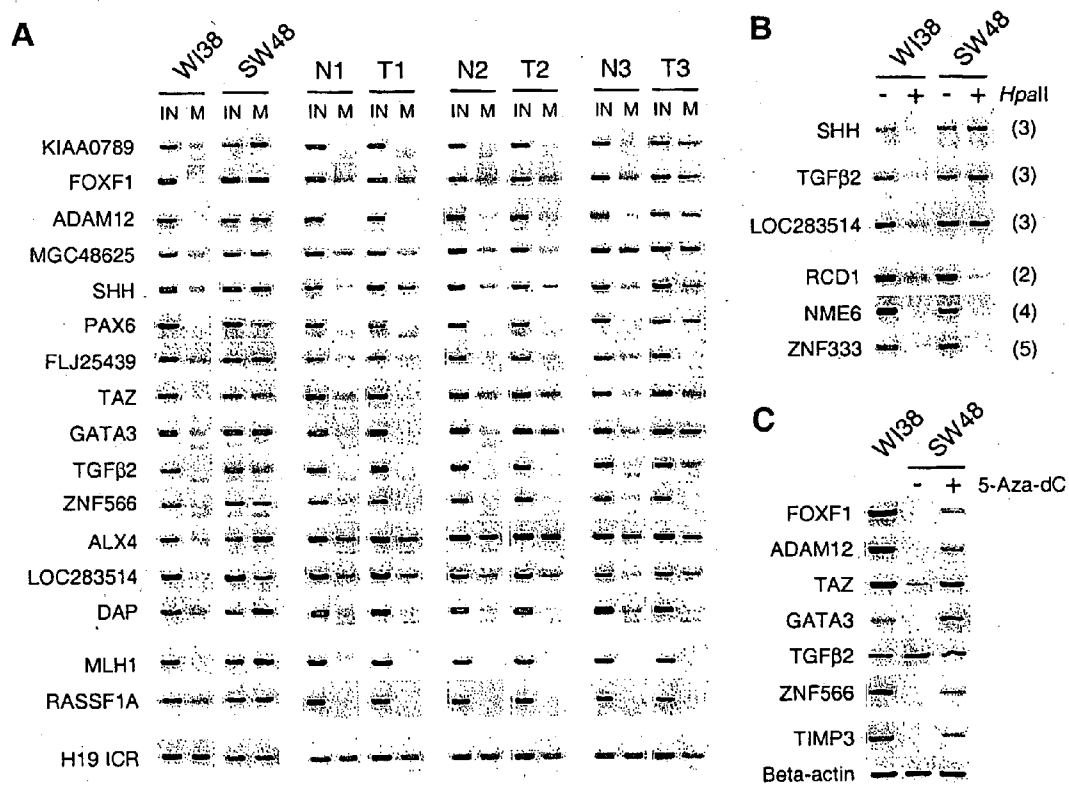 A
WI38 SW48
N1 T1 N2 T2 N3 T3
IN M IN M IN M IN M IN M IN M IN M IN M
KIAA0789
FOXF1
ADAM12
MGC48625
SHH
PAX6
FLJ25439
TAZ
GATA3
TGFβ2
ZNF566
ALX4
LOC283514
DAP
MLH1
RASSF1A
H19 ICR
B
WI38 SW48
- + - + HpaII
SHH (3)
TGFβ2 (3)
LOC283514 (3)
RCD1 (2)
NME6 (4)
ZNF333 (5)
C
WI38 SW48
- + 5-Aza-dC
FOXF1
ADAM12
TAZ
GATA3
TGFβ2
ZNF566
TIMP3
Beta-actin